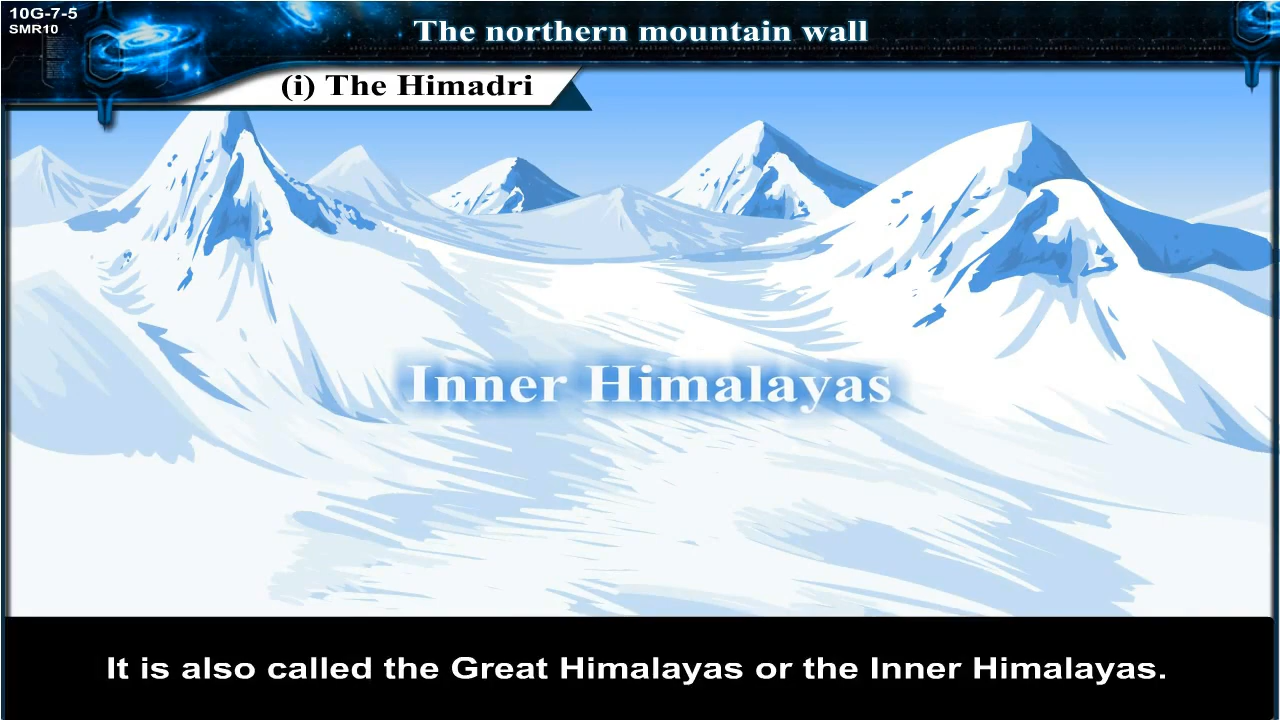 10G-7-5
SMR10
The northern mountain wall
(i) The Himadri
Inner Himalayas
It is also called the Great Himalayas or the Inner Himalayas.